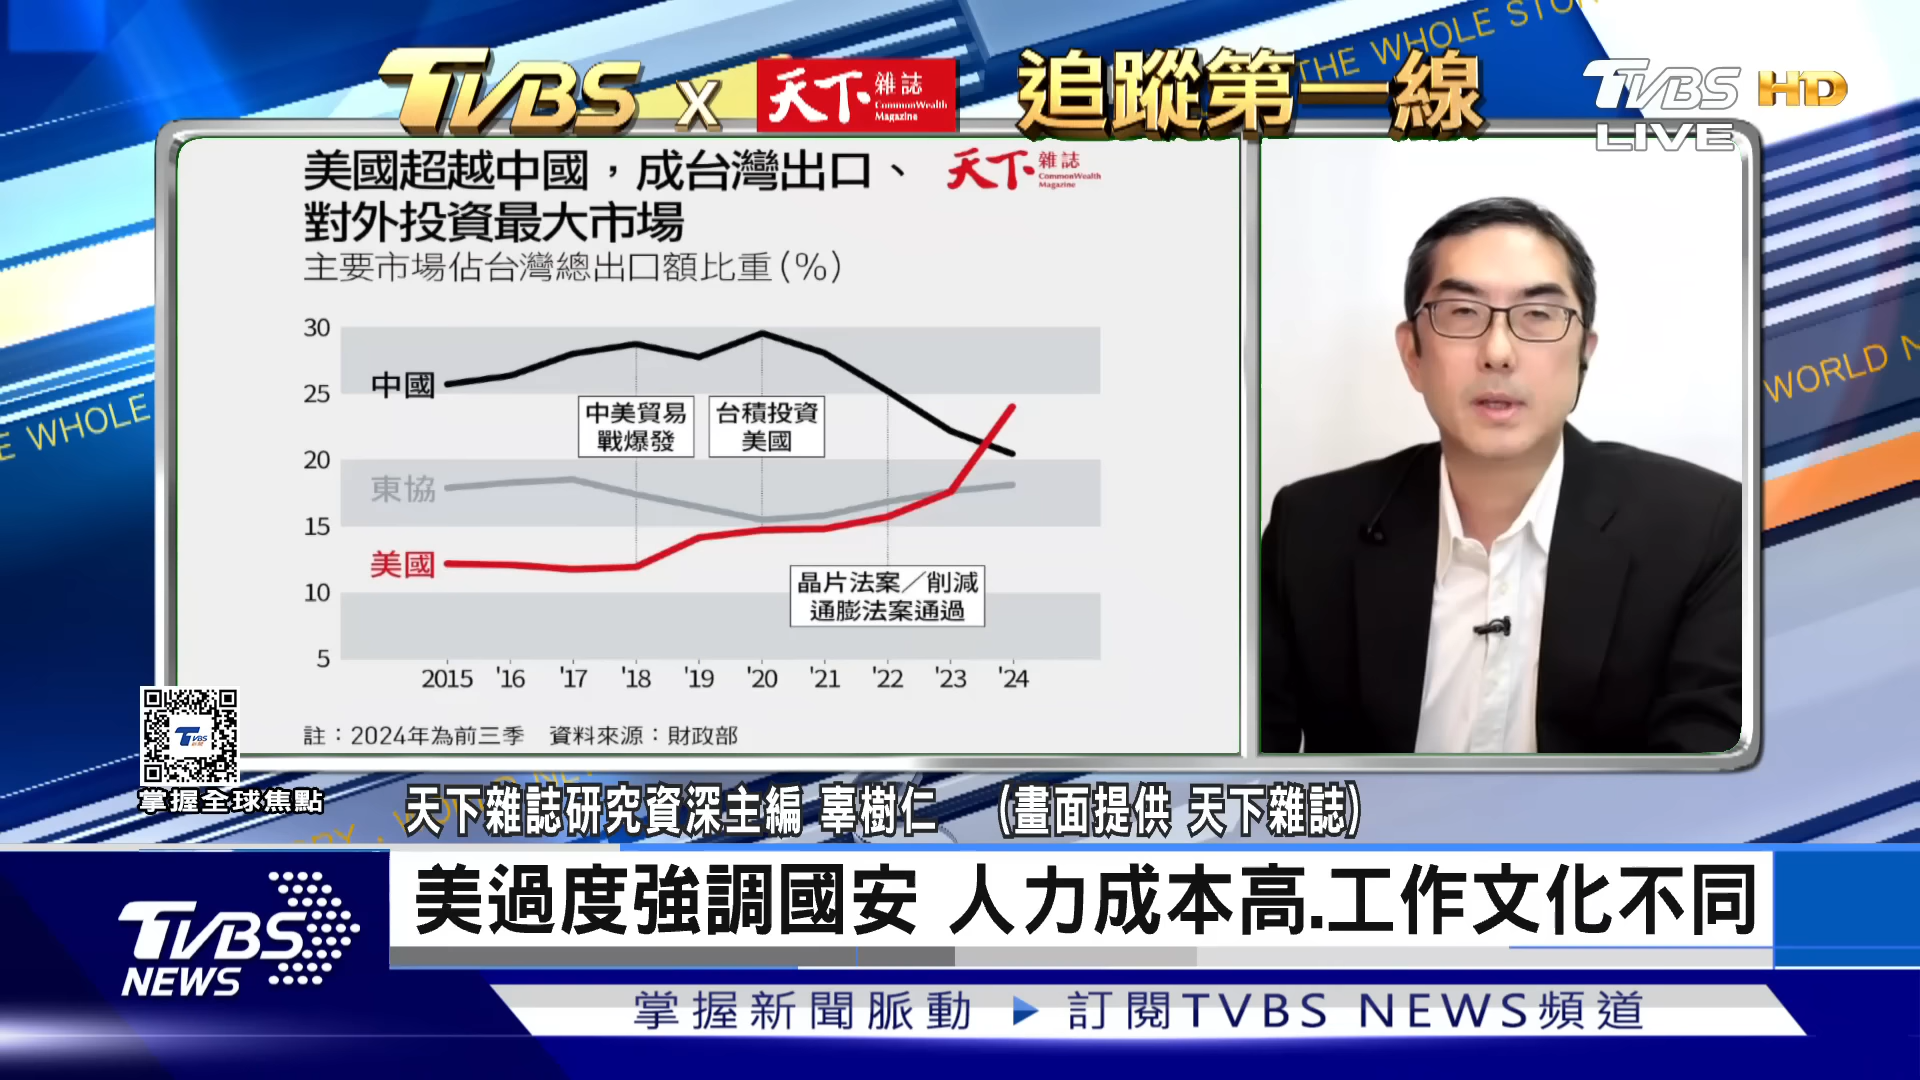 THE WHOLE STO
TVBS x 天下雜誌 CommonWealth Magazine 追蹤第一線
TVBS HD
LIVE
美國超越中國，成台灣出口、
對外投資最大市場
天下雜誌 CommonWealth Magazine
主要市場佔台灣總出口額比重(%)
30
25
20
15
10
5
中國
東協
美國
中美貿易
戰爆發
台積投資
美國
晶片法案／削減
通膨法案通過
2015 '16 '17 '18 '19 '20 '21 '22 '23 '24
註：2024年為前三季 資料來源：財政部
E WHOLE
WORLD N
TVBS
掌握全球焦點
天下雜誌研究資深主編 辜樹仁 (畫面提供 天下雜誌)
美過度強調國安 人力成本高.工作文化不同
TVBS
NEWS
掌握新聞脈動 ▶ 訂閱TVBS NEWS頻道